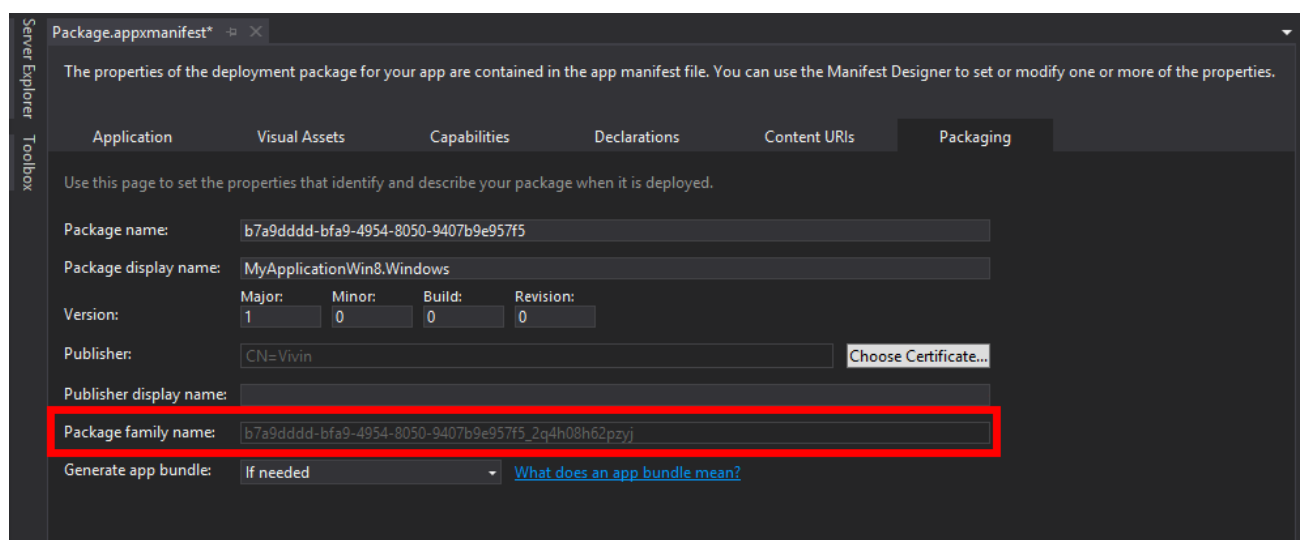 Server Explorer
Toolbox
Package.appxmanifest*
The properties of the deployment package for your app are contained in the app manifest file. You can use the Manifest Designer to set or modify one or more of the properties.
Application Visual Assets Capabilities Declarations Content URIs Packaging
Use this page to set the properties that identify and describe your package when it is deployed.
Package name: b7a9dddd-bfa9-4954-8050-9407b9e957f5
Package display name: MyApplicationWin8.Windows
Major: Minor: Build: Revision:
Version: 1 0 0 0
Publisher: CN=Vivin Choose Certificate...
Publisher display name:
Package family name: b7a9dddd-bfa9-4954-8050-9407b9e957f5_2q4h08h62pzyj
Generate app bundle: If needed What does an app bundle mean?